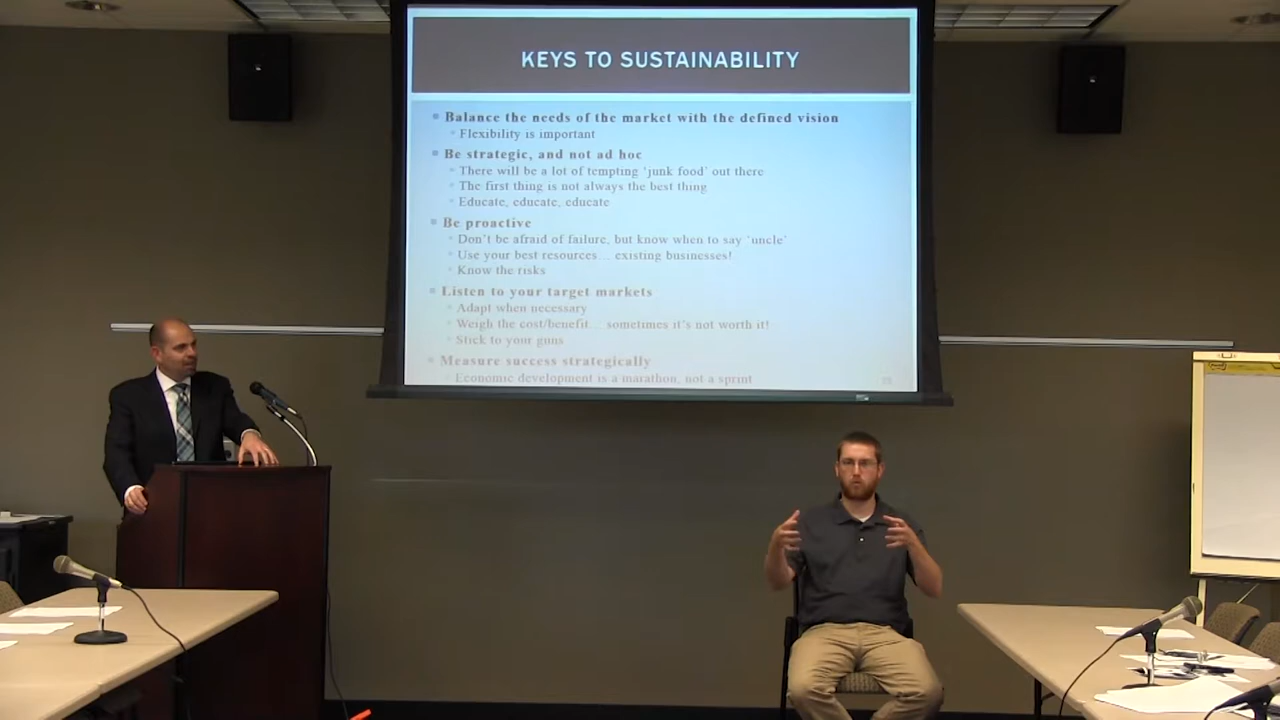 KEYS TO SUSTAINABILITY
Balance the needs of the market with the defined vision
Flexibility is important
Be strategic, and not ad hoc
There will be a lot of tempting ‘junk food’ out there
The first thing is not always the best thing
Educate, educate, educate
Be proactive
Don’t be afraid of failure, but know when to say ‘uncle’
Use your best resources… existing businesses!
Know the risks
Listen to your target markets
Adapt when necessary
Weigh the cost/benefit… sometimes it’s not worth it!
Stick to your guns
Measure success strategically
Economic development is a marathon, not a sprint